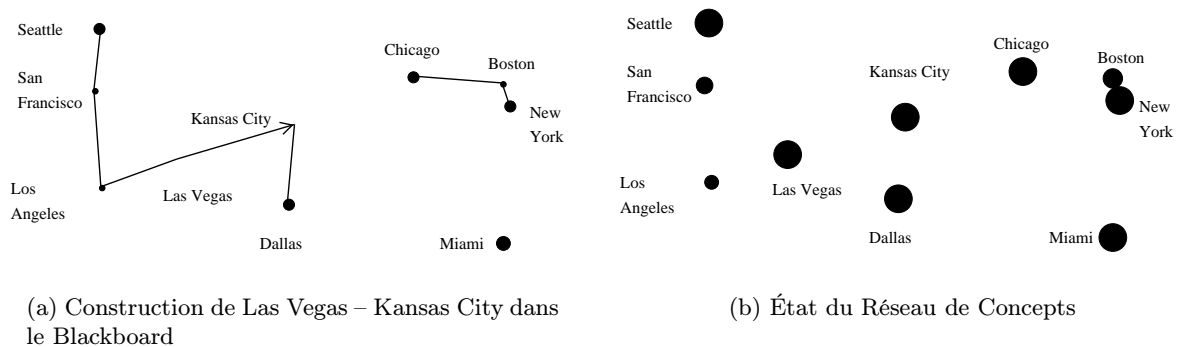 Seattle
San
Francisco
Los
Angeles
Kansas City
Las Vegas
Dallas
Chicago
Boston
New
York
Miami
(a) Construction de Las Vegas – Kansas City dans
le Blackboard
Seattle
San
Francisco
Los
Angeles
Kansas City
Las Vegas
Dallas
Chicago
Boston
New
York
Miami
(b) État du Réseau de Concepts